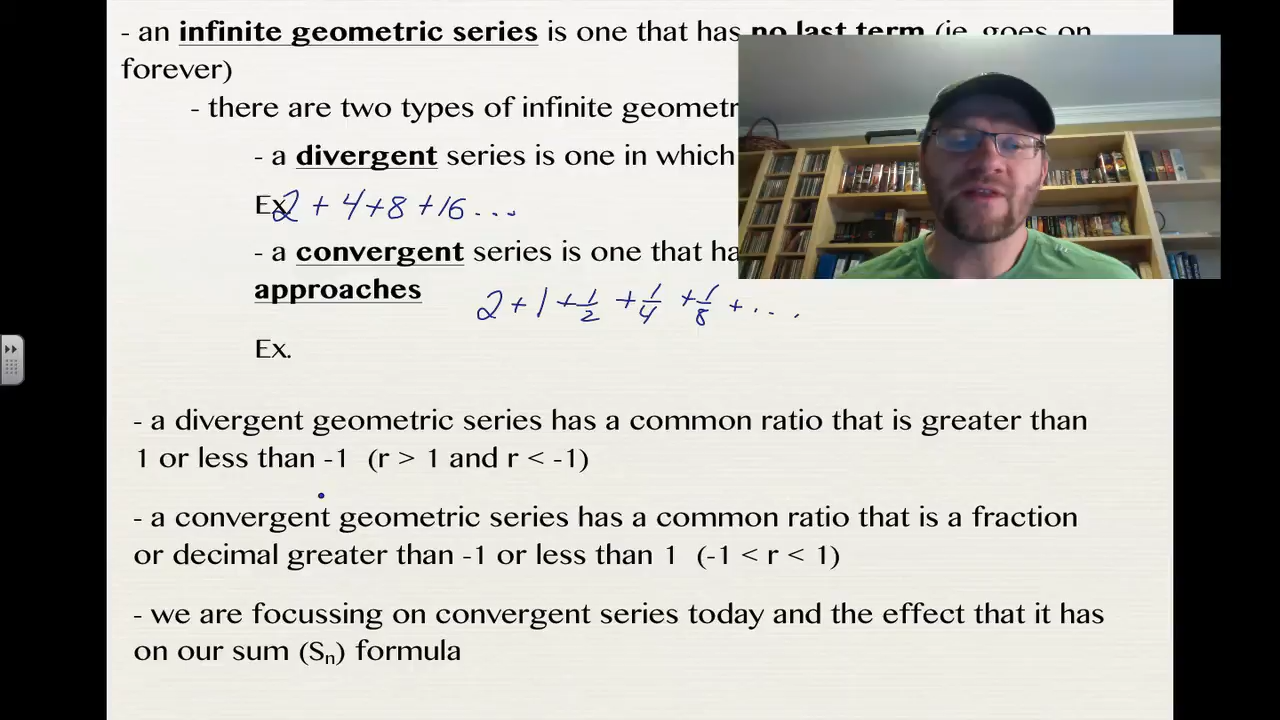 - an infinite geometric series is one that has no last term (ie. goes on
forever)
- there are two types of infinite geometr
- a divergent series is one in which
Ex. 2 + 4 + 8 + 16 ...
- a convergent series is one that ha
approaches
2 + 1 + 1/2 + 1/4 + 1/8 + ...
Ex.
- a divergent geometric series has a common ratio that is greater than
1 or less than -1 (r > 1 and r < -1)
- a convergent geometric series has a common ratio that is a fraction
or decimal greater than -1 or less than 1 (-1 < r < 1)
- we are focussing on convergent series today and the effect that it has
on our sum (Sₙ) formula